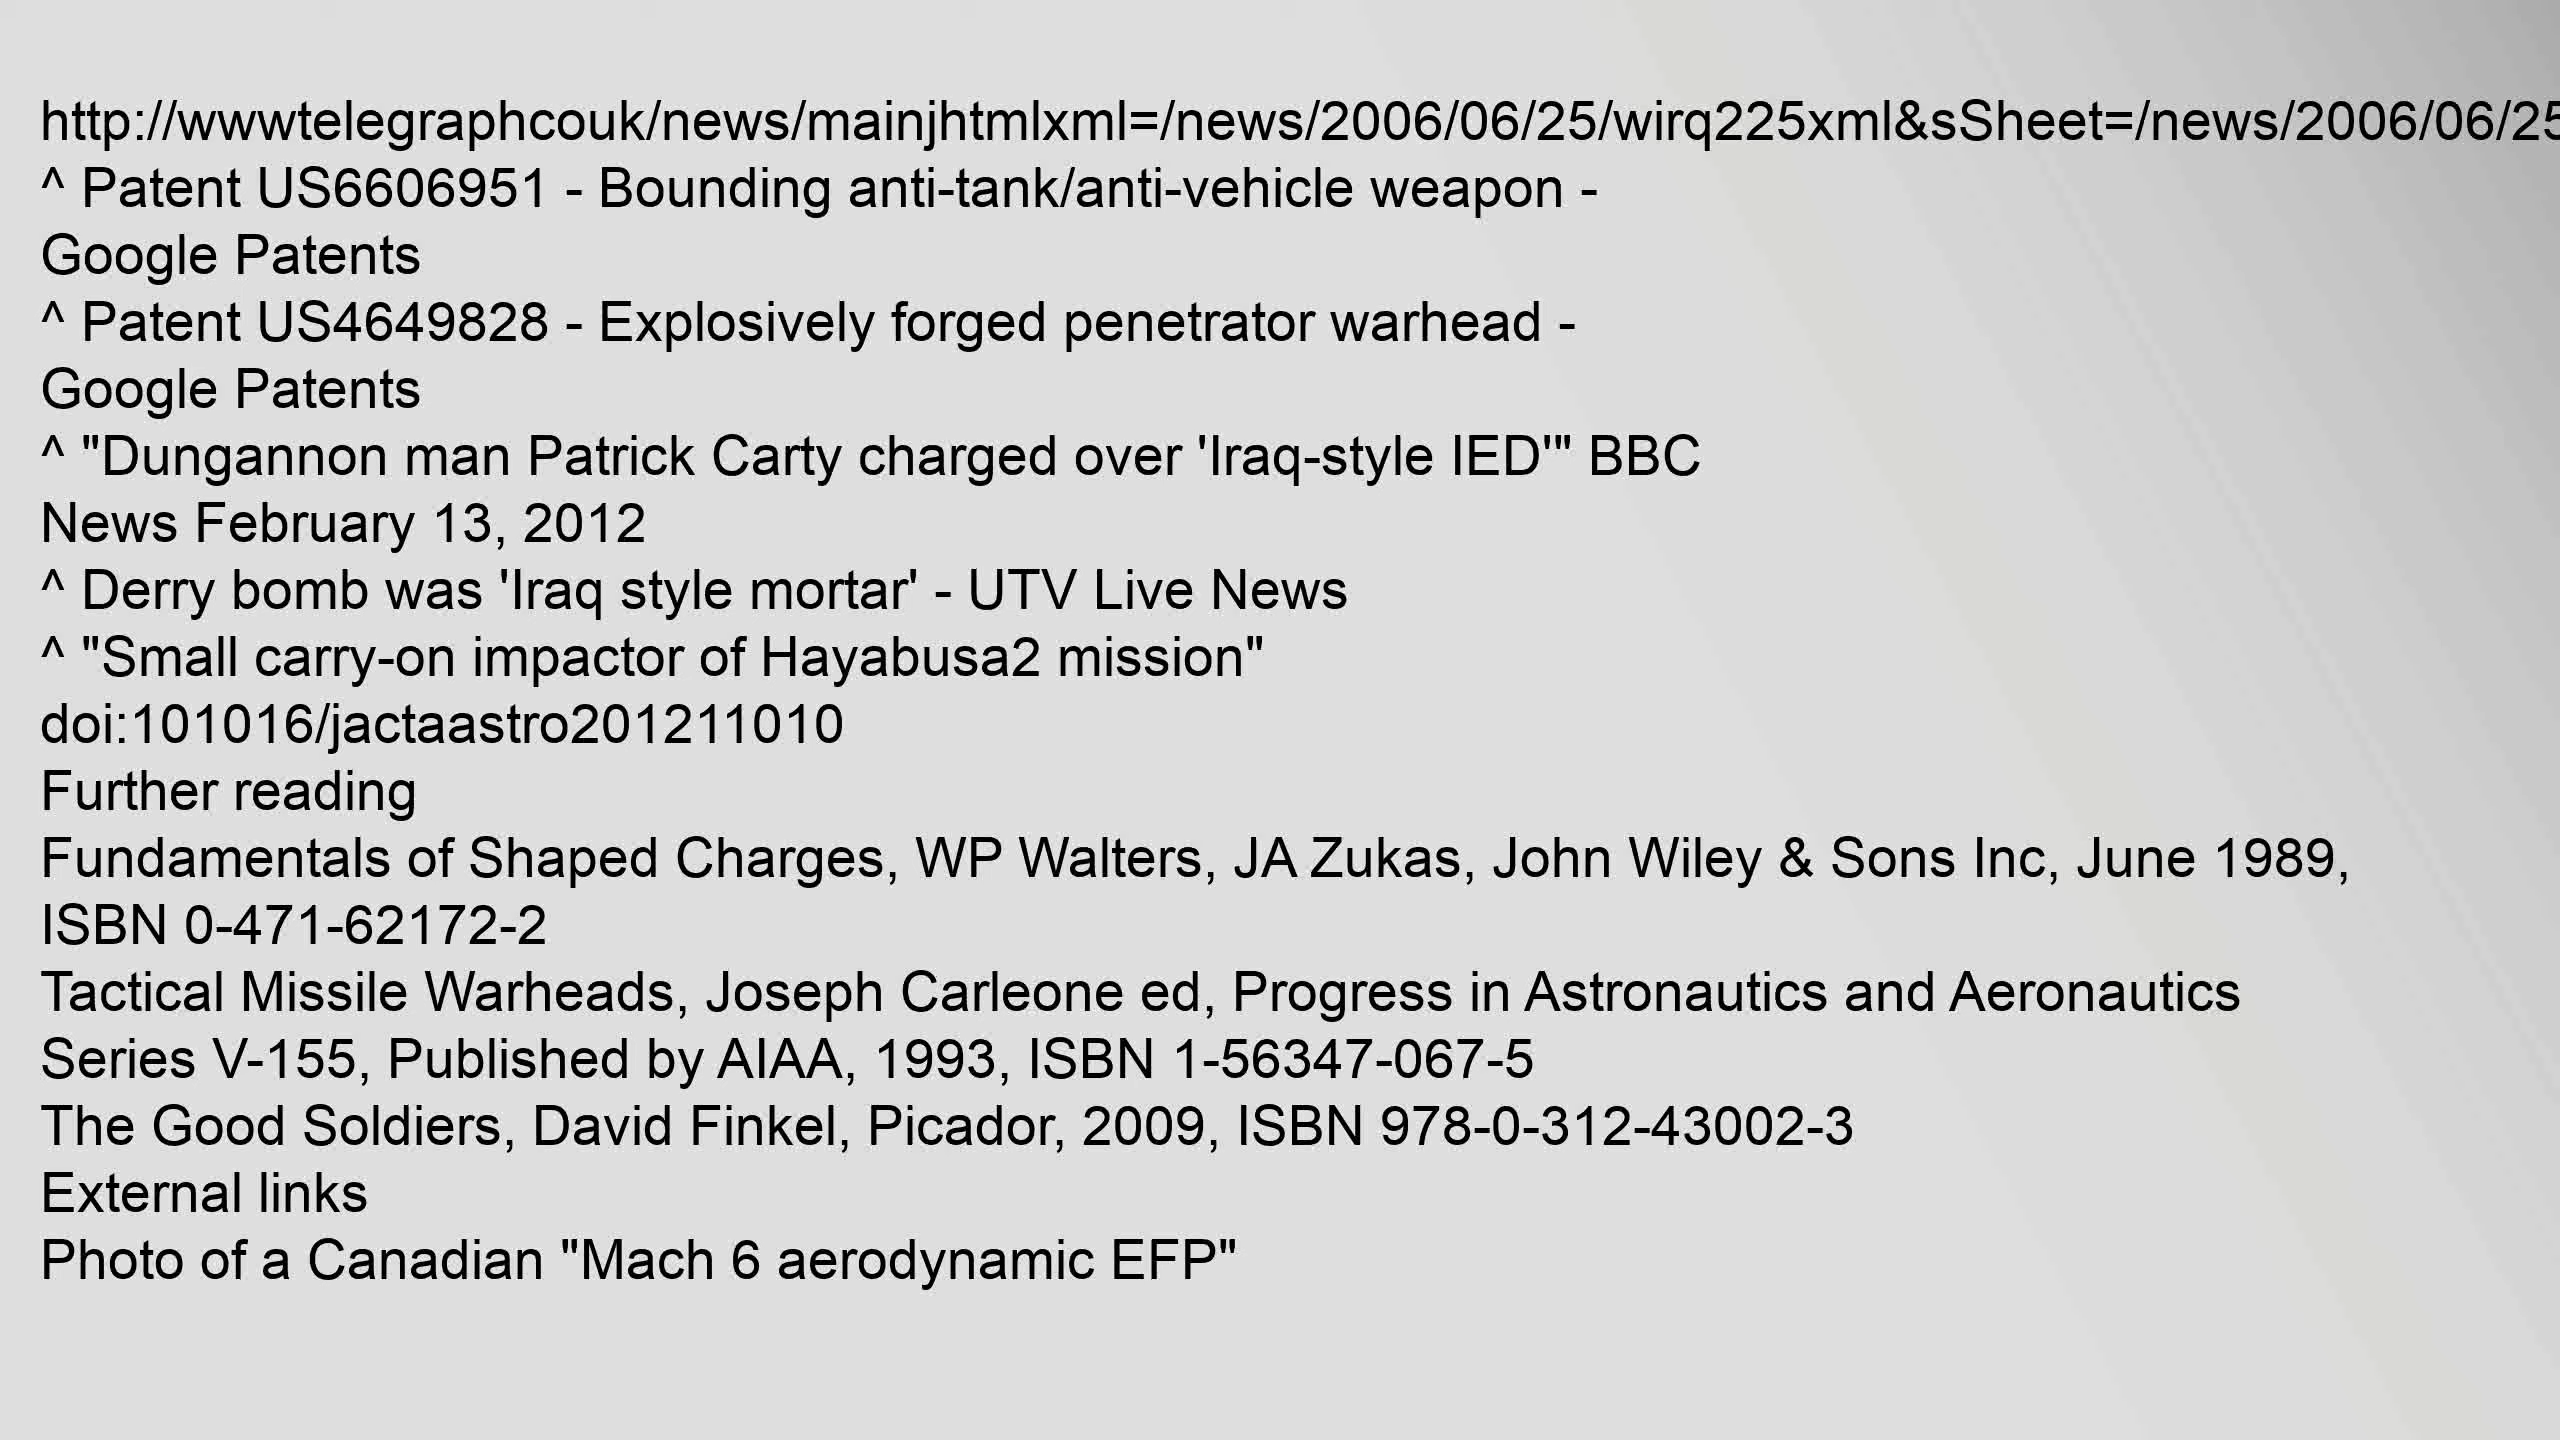 http://wwwtelegraphcouk/news/mainjhtmlxml=/news/2006/06/25/wirq225xml&sSheet=/news/2006/06/25
^ Patent US6606951 - Bounding anti-tank/anti-vehicle weapon -
Google Patents
^ Patent US4649828 - Explosively forged penetrator warhead -
Google Patents
^ "Dungannon man Patrick Carty charged over 'Iraq-style IED'" BBC
News February 13, 2012
^ Derry bomb was 'Iraq style mortar' - UTV Live News
^ "Small carry-on impactor of Hayabusa2 mission"
doi:101016/jactaastro201211010
Further reading
Fundamentals of Shaped Charges, WP Walters, JA Zukas, John Wiley & Sons Inc, June 1989,
ISBN 0-471-62172-2
Tactical Missile Warheads, Joseph Carleone ed, Progress in Astronautics and Aeronautics
Series V-155, Published by AIAA, 1993, ISBN 1-56347-067-5
The Good Soldiers, David Finkel, Picador, 2009, ISBN 978-0-312-43002-3
External links
Photo of a Canadian "Mach 6 aerodynamic EFP"